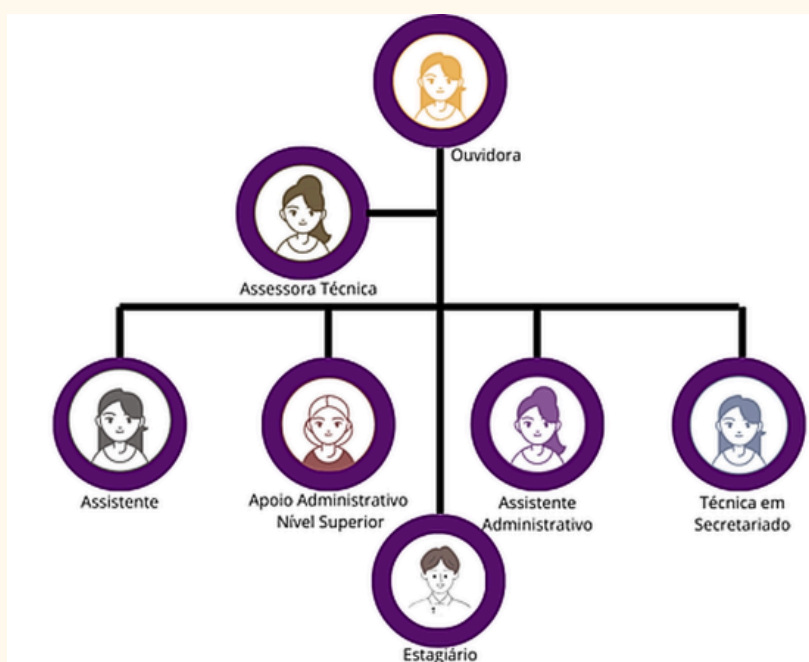 Ouvidora
Assessora Técnica
Assistente
Apoio Administrativo
Nível Superior
Assistente
Administrativo
Técnica em
Secretariado
Estagiário